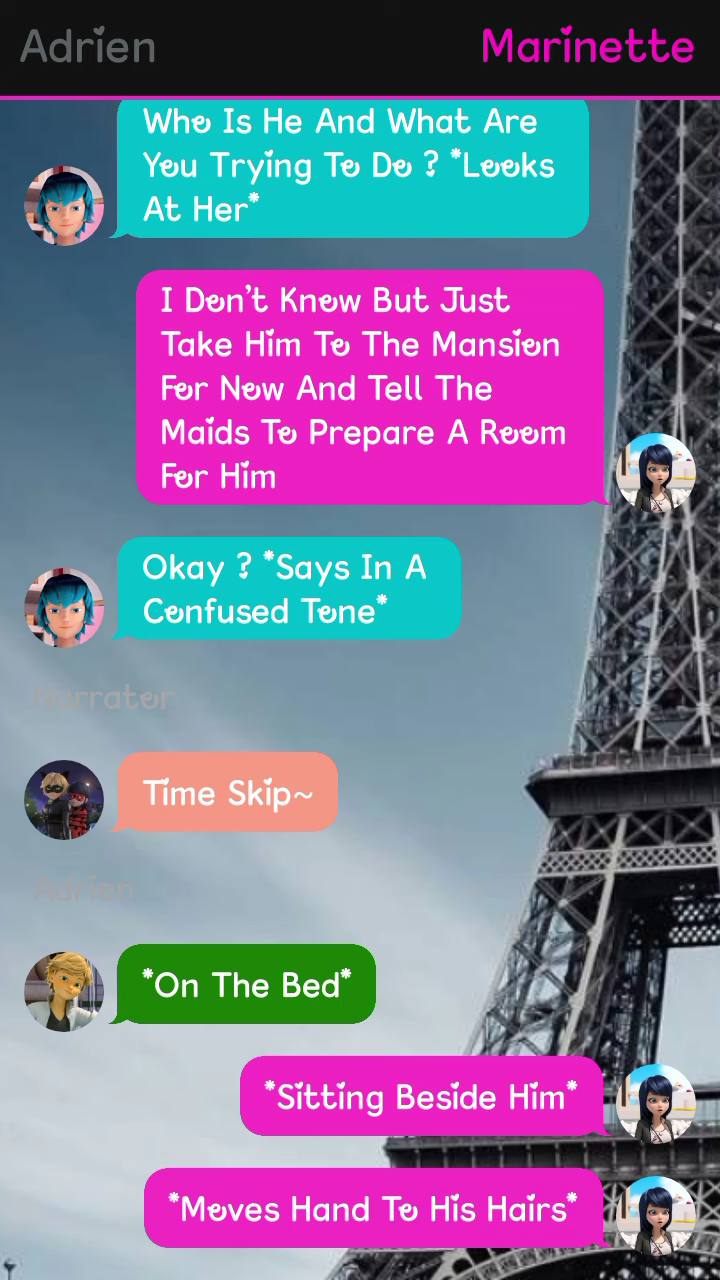 Adrien
Marinette
Who Is He And What Are
You Trying To Do ? *Looks
At Her*
I Don't Know But Just
Take Him To The Mansion
For Now And Tell The
Maids To Prepare A Room
For Him
Okay ? *Says In A
Confused Tone*
Narrator
Time Skip~
Adrien
*On The Bed*
*Sitting Beside Him*
*Moves Hand To His Hairs*